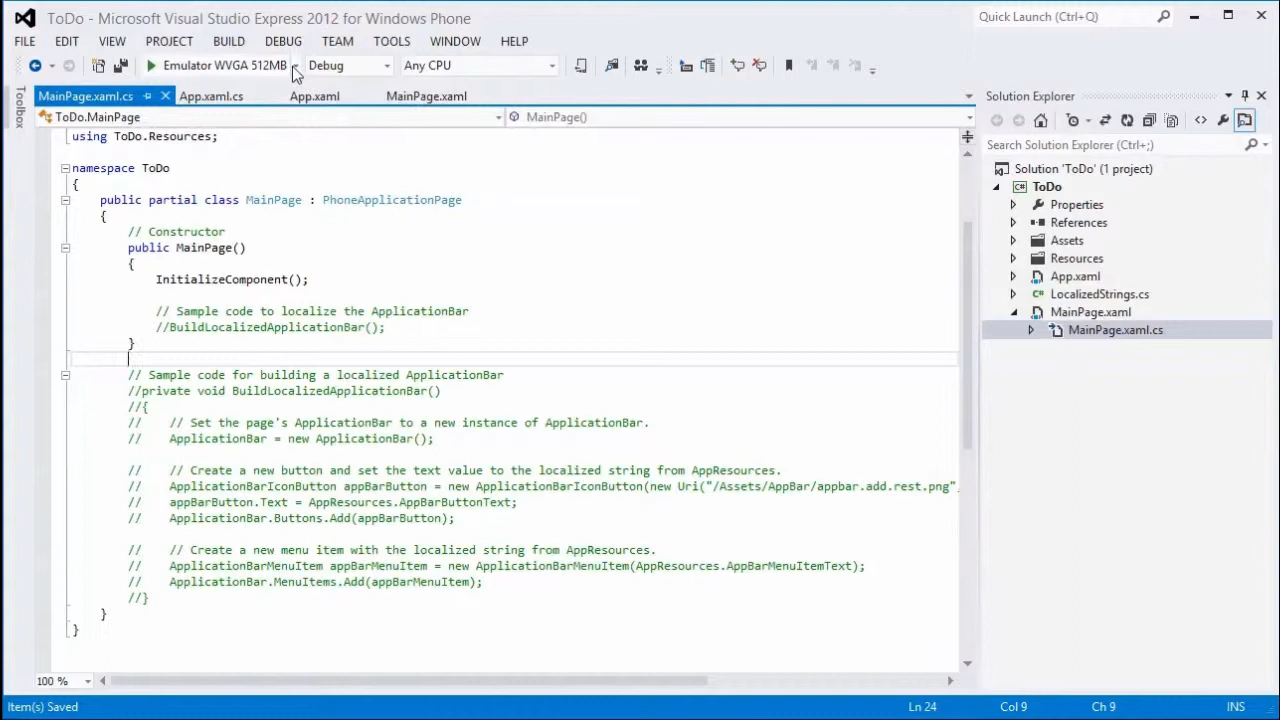 ToDo - Microsoft Visual Studio Express 2012 for Windows Phone
Quick Launch (Ctrl+Q)
FILE EDIT VIEW PROJECT BUILD DEBUG TEAM TOOLS WINDOW HELP
Emulator WVGA 512MB Debug Any CPU
Toolbox
MainPage.xaml.cs App.xaml.cs App.xaml MainPage.xaml
ToDo.MainPage MainPage()
using ToDo.Resources;
namespace ToDo
{
public partial class MainPage : PhoneApplicationPage
{
// Constructor
public MainPage()
{
InitializeComponent();
// Sample code to localize the ApplicationBar
//BuildLocalizedApplicationBar();
}
// Sample code for building a localized ApplicationBar
//private void BuildLocalizedApplicationBar()
//{
// // Set the page's ApplicationBar to a new instance of ApplicationBar.
// ApplicationBar = new ApplicationBar();
// // Create a new button and set the text value to the localized string from AppResources.
// ApplicationBarIconButton appBarButton = new ApplicationBarIconButton(new Uri("/Assets/AppBar/appbar.add.rest.png",
// appBarButton.Text = AppResources.AppBarButtonText;
// ApplicationBar.Buttons.Add(appBarButton);
// // Create a new menu item with the localized string from AppResources.
// ApplicationBarMenuItem appBarMenuItem = new ApplicationBarMenuItem(AppResources.AppBarMenuItemText);
// ApplicationBar.MenuItems.Add(appBarMenuItem);
//}
}
}
100 %
Solution Explorer
Search Solution Explorer (Ctrl+;)
Solution 'ToDo' (1 project)
ToDo
Properties
References
Assets
Resources
App.xaml
LocalizedStrings.cs
MainPage.xaml
MainPage.xaml.cs
Item(s) Saved Ln 24 Col 9 Ch 9 INS